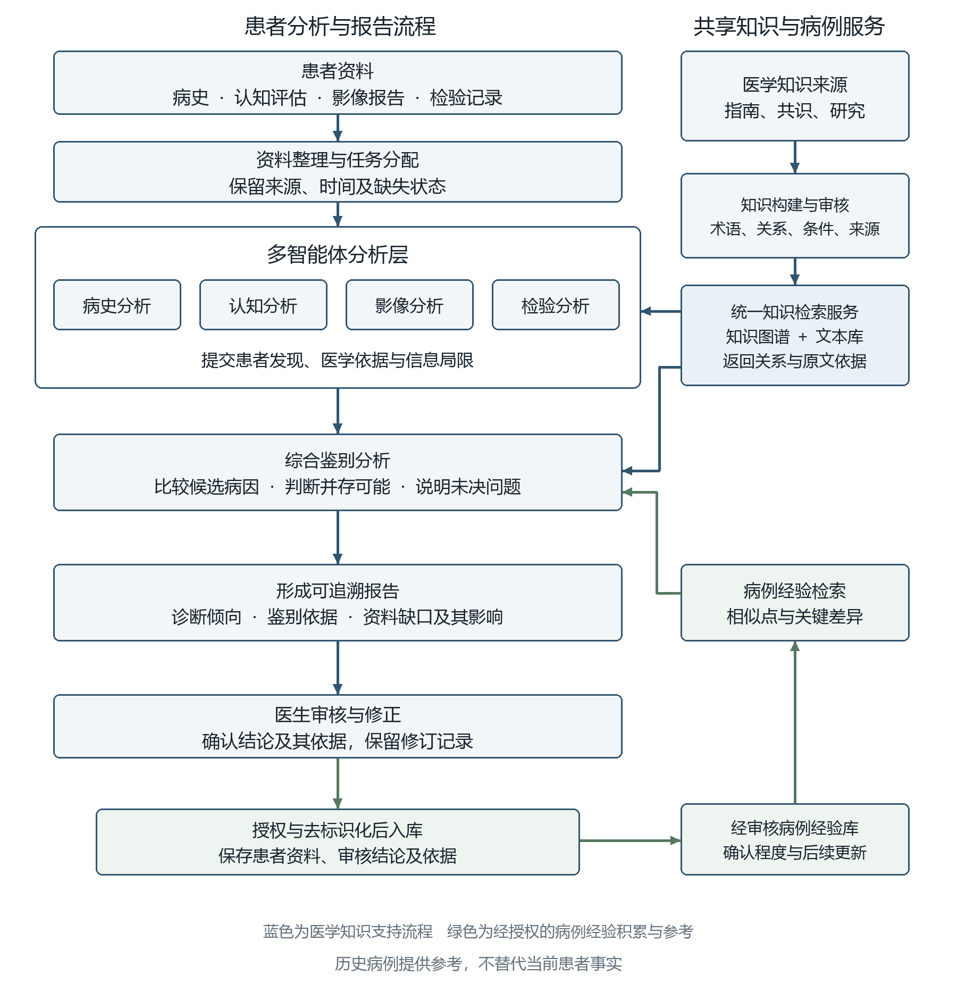 患者分析与报告流程
患者资料
病史 · 认知评估 · 影像报告 · 检验记录
资料整理与任务分配
保留来源、时间及缺失状态
多智能体分析层
病史分析
认知分析
影像分析
检验分析
提交患者发现、医学依据与信息局限
综合鉴别分析
比较候选病因 · 判断并存可能 · 说明未决问题
形成可追溯报告
诊断倾向 · 鉴别依据 · 资料缺口及其影响
医生审核与修正
确认结论及其依据，保留修订记录
授权与去标识化后入库
保存患者资料、审核结论及依据
共享知识与病例服务
医学知识来源
指南、共识、研究
知识构建与审核
术语、关系、条件、来源
统一知识检索服务
知识图谱 + 文本库
返回关系与原文依据
病例经验检索
相似点与关键差异
经审核病例经验库
确认程度与后续更新
蓝色为医学知识支持流程 绿色为经授权的病例经验积累与参考
历史病例提供参考，不替代当前患者事实